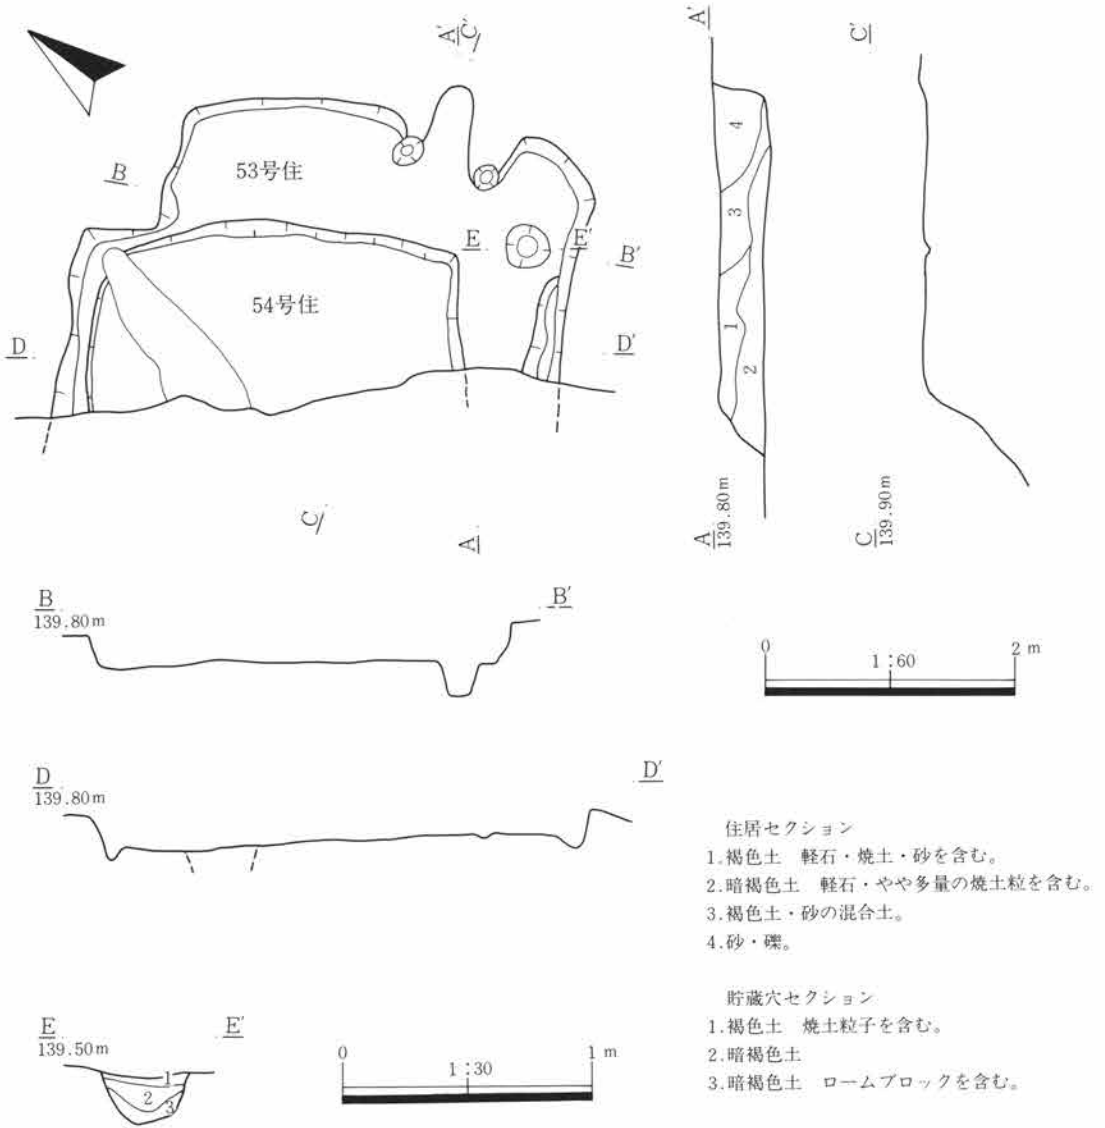 A' C'
53号住
B
E E'
B'
54号住
D
D'
C
A
A'
C'
4
3
1
2
A
139.80m
C
139.90m
B
139.80m
B'
0 1:60 2 m
D
139.80m
D'
住居セクション
1.褐色土 軽石・焼土・砂を含む。
2.暗褐色土 軽石・やや多量の焼土粒を含む。
3.褐色土・砂の混合土。
4.砂・礫。
貯蔵穴セクション
1.褐色土 焼土粒子を含む。
2.暗褐色土
3.暗褐色土 ロームブロックを含む。
E
139.50m
E'
1
2
3
0 1:30 1 m